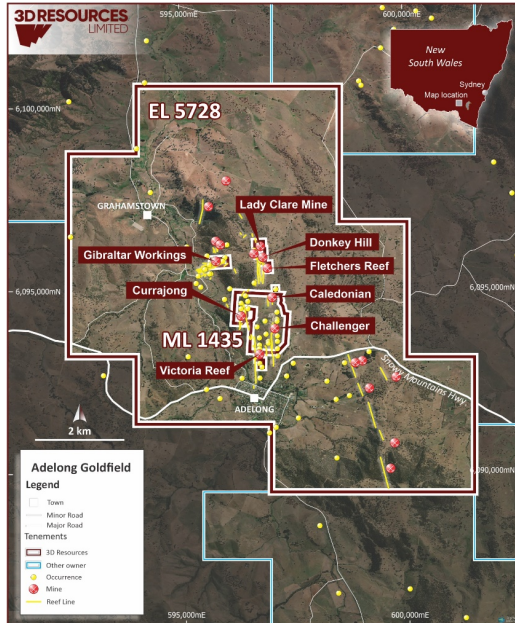 3D RESOURCES
LIMITED
595,000mE
600,000mE
New
South Wales
Sydney
Map location
6,100,000mN
EL 5728
GRAHAMSTOWN
Lady Clare Mine
Donkey Hill
Gibraltar Workings
Fletchers Reef
6,095,000mN
Currajong
Caledonian
ML 1435
Challenger
Victoria Reef
Snowy Mountains Hwy
ADELONG
2 km
6,090,000mN
Adelong Goldfield
Legend
Town
Minor Road
Major Road
Tenements
3D Resources
Other owner
Occurrence
Mine
Reef Line
595,000mE
600,000mE